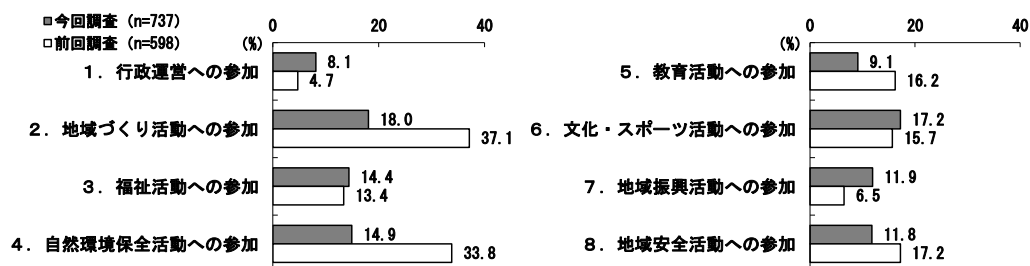 ■今回調査 (n=737)
□前回調査 (n=598)
(%)
0 20 40
1. 行政運営への参加
8.1
4.7
2. 地域づくり活動への参加
18.0
37.1
3. 福祉活動への参加
14.4
13.4
4. 自然環境保全活動への参加
14.9
33.8
(%)
0 20 40
5. 教育活動への参加
9.1
16.2
6. 文化・スポーツ活動への参加
17.2
15.7
7. 地域振興活動への参加
11.9
6.5
8. 地域安全活動への参加
11.8
17.2